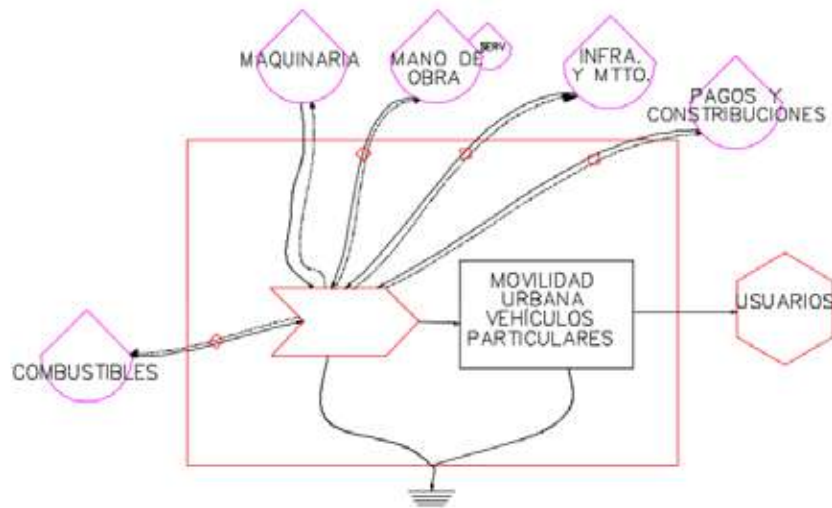 MAQUINARIA
MANO DE
OBRA
SERV
INFRA.
Y MTTO.
PAGOS Y
CONSTRIBUCIONES
MOVILIDAD
URBANA
VEHÍCULOS
PARTICULARES
USUARIOS
COMBUSTIBLES